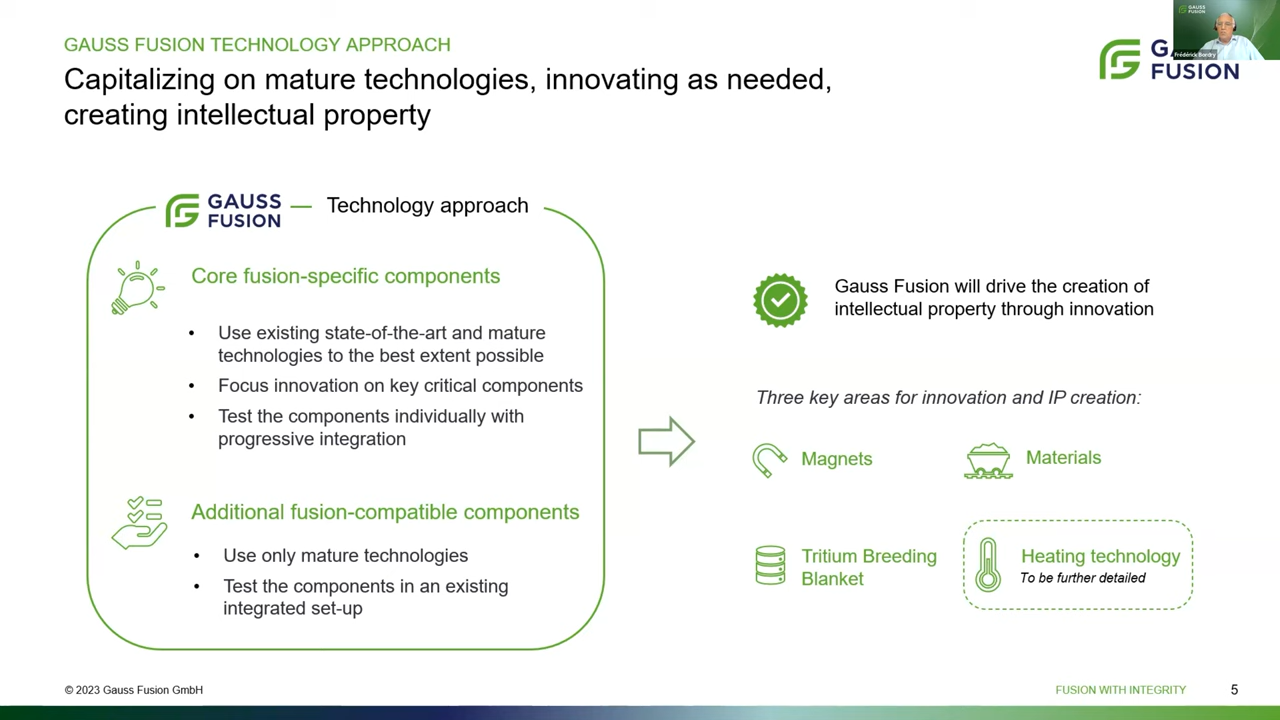 GAUSS FUSION TECHNOLOGY APPROACH
Capitalizing on mature technologies, innovating as needed,
creating intellectual property
GAUSS
FUSION
Frédérick Bordry
G
FUSION
GAUSS
FUSION
Technology approach
Core fusion-specific components
• Use existing state-of-the-art and mature
technologies to the best extent possible
• Focus innovation on key critical components
• Test the components individually with
progressive integration
Additional fusion-compatible components
• Use only mature technologies
• Test the components in an existing
integrated set-up
Gauss Fusion will drive the creation of
intellectual property through innovation
Three key areas for innovation and IP creation:
Magnets
Materials
Tritium Breeding
Blanket
Heating technology
To be further detailed
© 2023 Gauss Fusion GmbH
FUSION WITH INTEGRITY
5